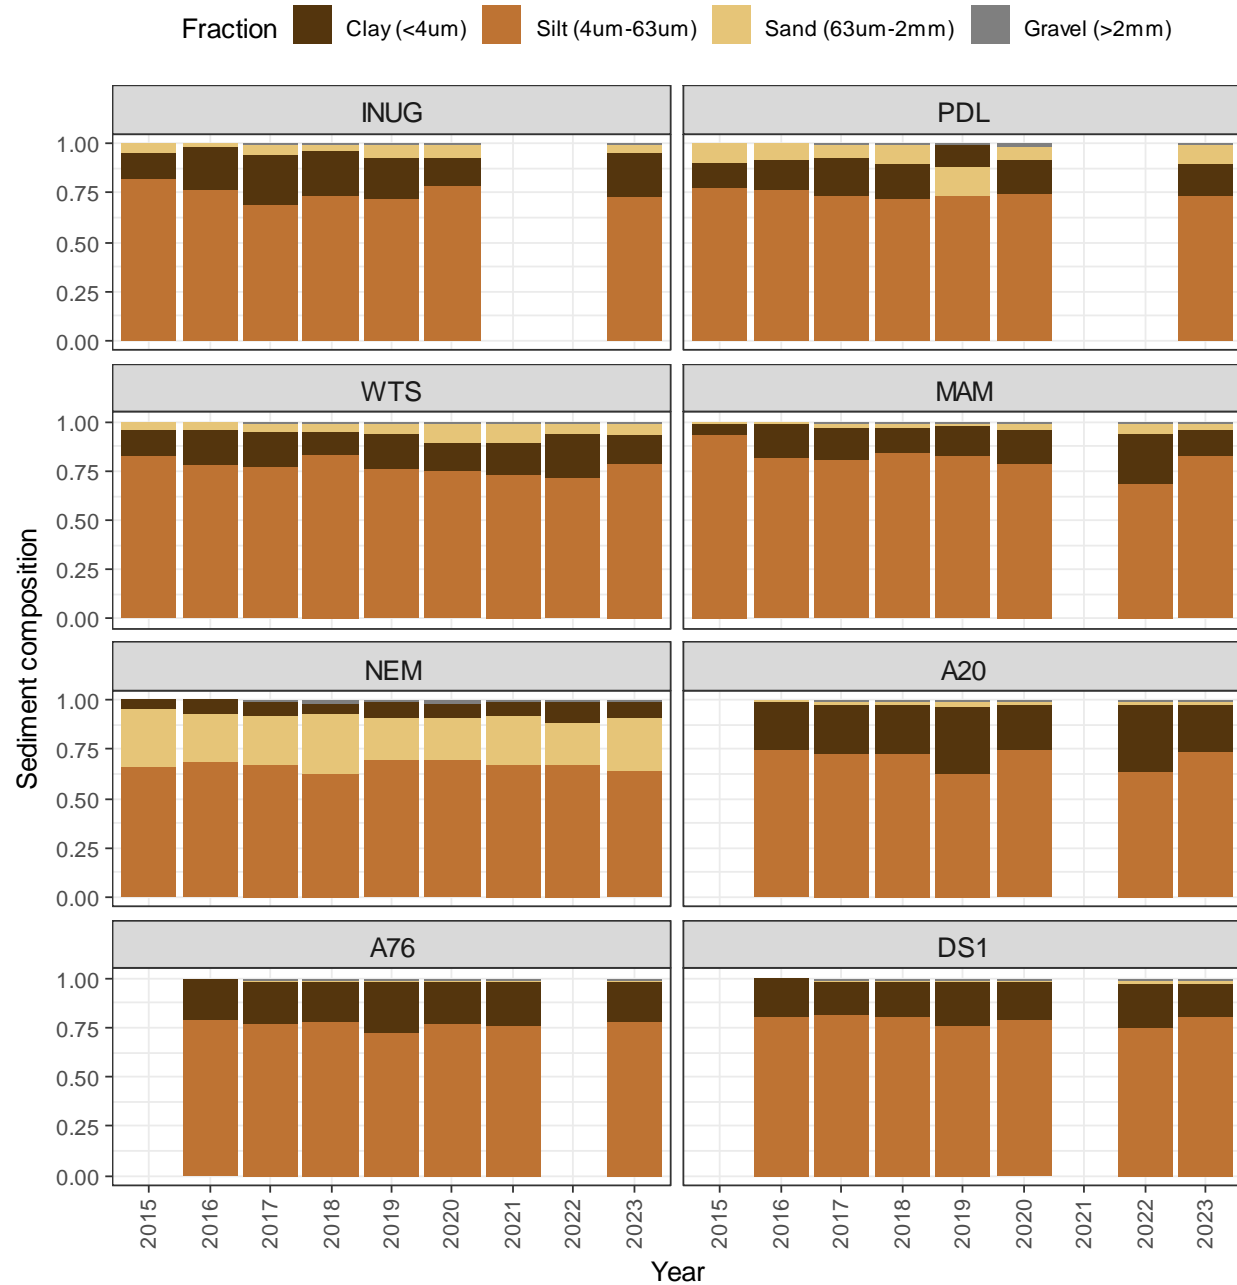 Fraction Clay (<4um) Silt (4um-63um) Sand (63um-2mm) Gravel (>2mm)
INUG PDL
1.00
0.75
0.50
0.25
0.00
WTS MAM
1.00
0.75
0.50
0.25
0.00
NEM A20
1.00
0.75
0.50
0.25
0.00
A76 DS1
1.00
0.75
0.50
0.25
0.00
Sediment composition
2015 2016 2017 2018 2019 2020 2021 2022 2023 2015 2016 2017 2018 2019 2020 2021 2022 2023
Year